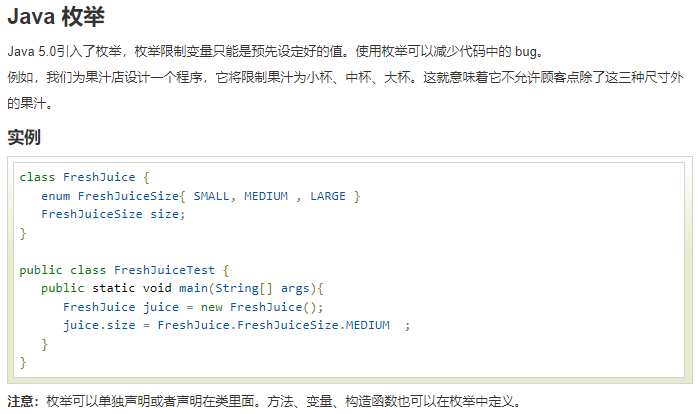 Java 枚举
Java 5.0引入了枚举，枚举限制变量只能是预先设定好的值。使用枚举可以减少代码中的 bug。
例如，我们为果汁店设计一个程序，它将限制果汁为小杯、中杯、大杯。这就意味着它不允许顾客点除了这三种尺寸外
的果汁。
实例
class FreshJuice {
   enum FreshJuiceSize{ SMALL, MEDIUM , LARGE }
   FreshJuiceSize size;
}

public class FreshJuiceTest {
   public static void main(String[] args){
      FreshJuice juice = new FreshJuice();
      juice.size = FreshJuice.FreshJuiceSize.MEDIUM  ;
   }
}
注意：枚举可以单独声明或者声明在类里面。方法、变量、构造函数也可以在枚举中定义。